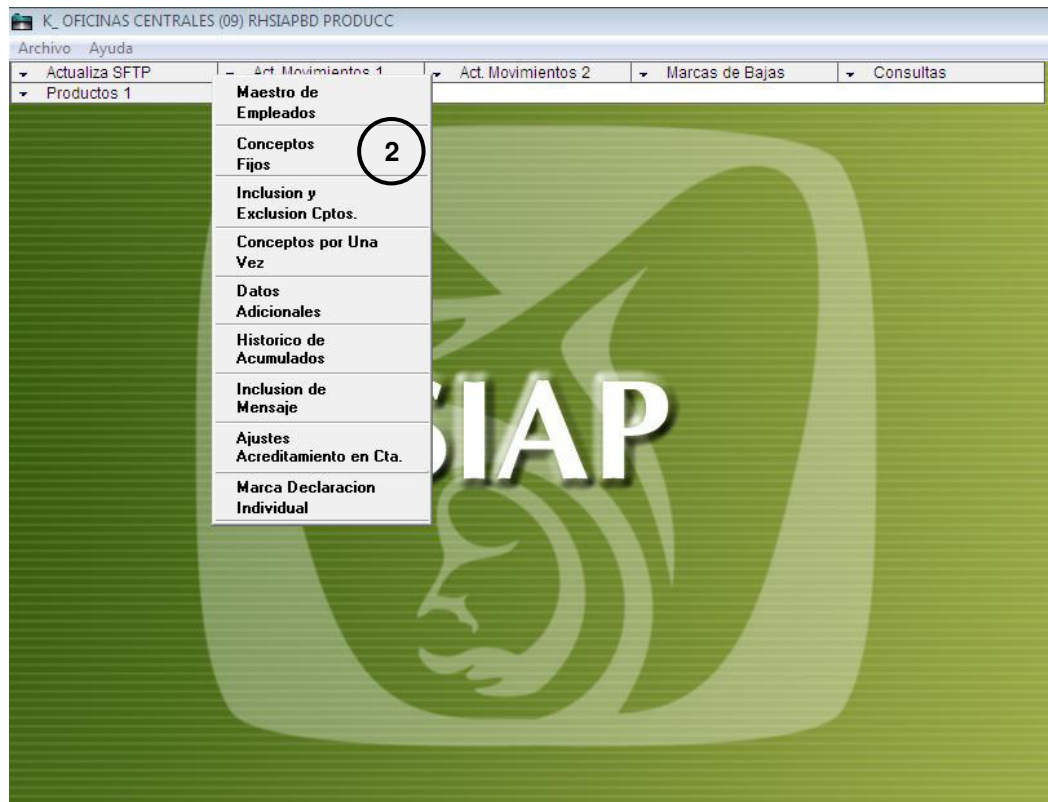 K_ OFICINAS CENTRALES (09) RHSIAPBD PRODUCC
Archivo Ayuda
Actualiza SFTP Act. Movimientos 1 Act. Movimientos 2 Marcas de Bajas Consultas
Productos 1
Maestro de
Empleados
Conceptos
Fijos
2
Inclusion y
Exclusion Cptos.
Conceptos por Una
Vez
Datos
Adicionales
Historico de
Acumulados
Inclusion de
Mensaje
Ajustes
Acreditamiento en Cta.
Marca Declaracion
Individual
SIAP